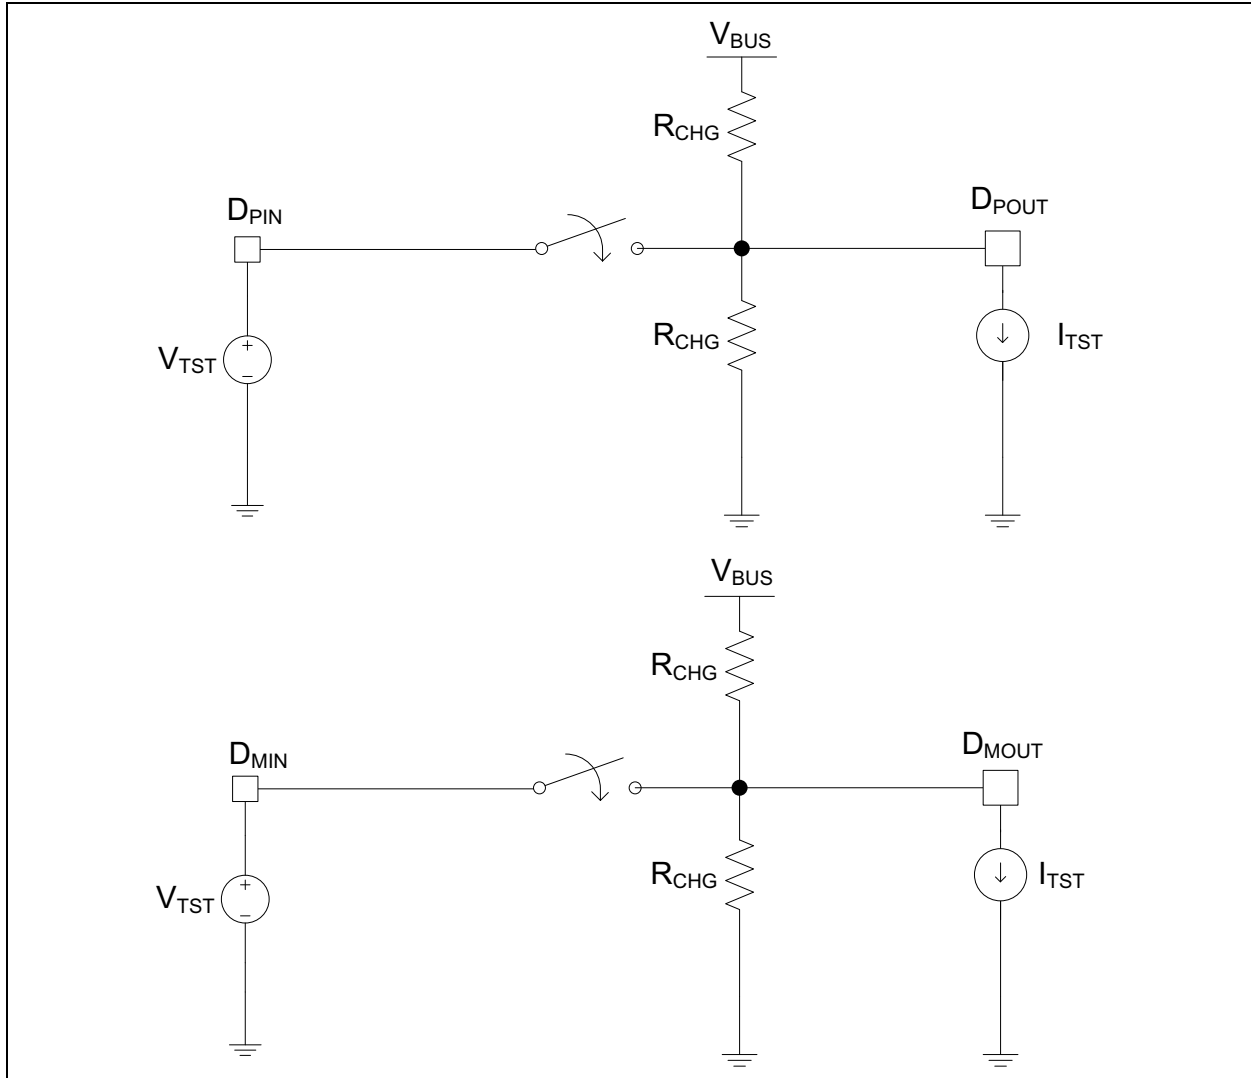 VBUS
RCHG
DPIN
DPOUT
RCHG
VTST
+
−
ITST
VBUS
RCHG
DMIN
DMOUT
RCHG
VTST
+
−
ITST